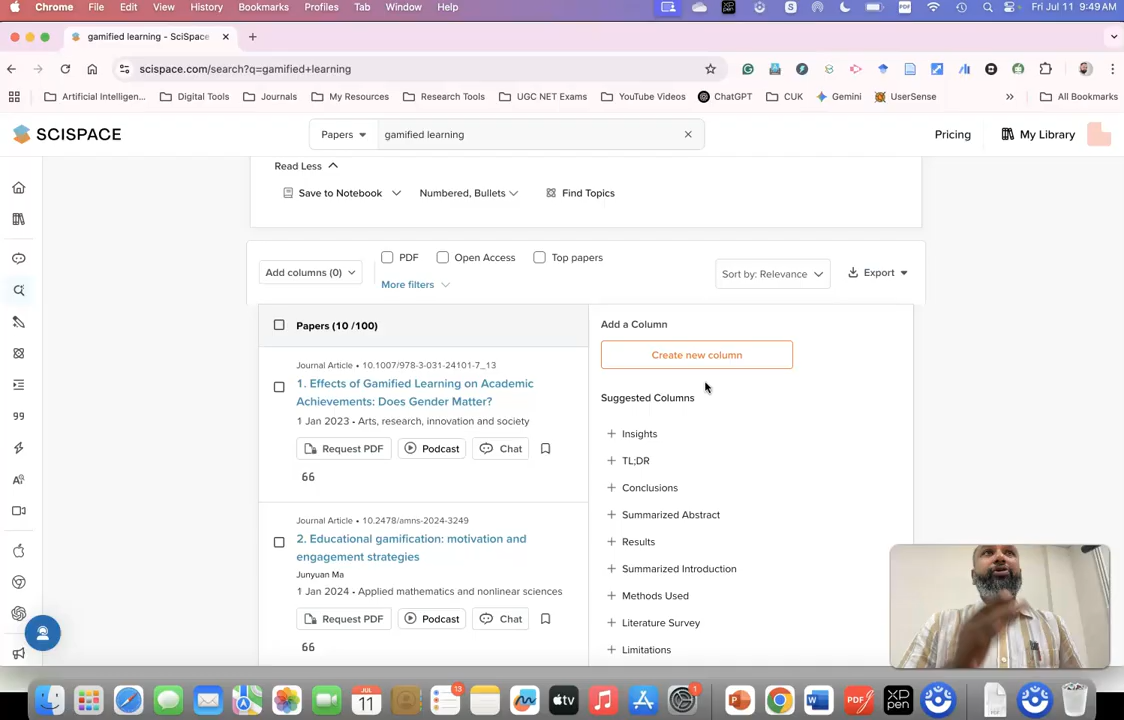 Chrome File Edit View History Bookmarks Profiles Tab Window Help
Fri Jul 11 9:49 AM
gamified learning - SciSpace
scispace.com/search?q=gamified+learning
Artificial Intelligen... Digital Tools Journals My Resources Research Tools UGC NET Exams YouTube Videos ChatGPT CUK Gemini UserSense » All Bookmarks
SCISPACE
Papers
gamified learning
Pricing
My Library
Read Less
Save to Notebook
Numbered, Bullets
Find Topics
Add columns (0)
PDF
Open Access
Top papers
More filters
Sort by: Relevance
Export
Papers (10 /100)
Journal Article • 10.1007/978-3-031-24101-7_13
1. Effects of Gamified Learning on Academic
Achievements: Does Gender Matter?
1 Jan 2023 • Arts, research, innovation and society
Request PDF
Podcast
Chat
Journal Article • 10.2478/amns-2024-3249
2. Educational gamification: motivation and
engagement strategies
Junyuan Ma
1 Jan 2024 • Applied mathematics and nonlinear sciences
Request PDF
Podcast
Chat
Add a Column
Create new column
Suggested Columns
Insights
TL;DR
Conclusions
Summarized Abstract
Results
Summarized Introduction
Methods Used
Literature Survey
Limitations
JUL
11
13
1
PDF
XP
pen